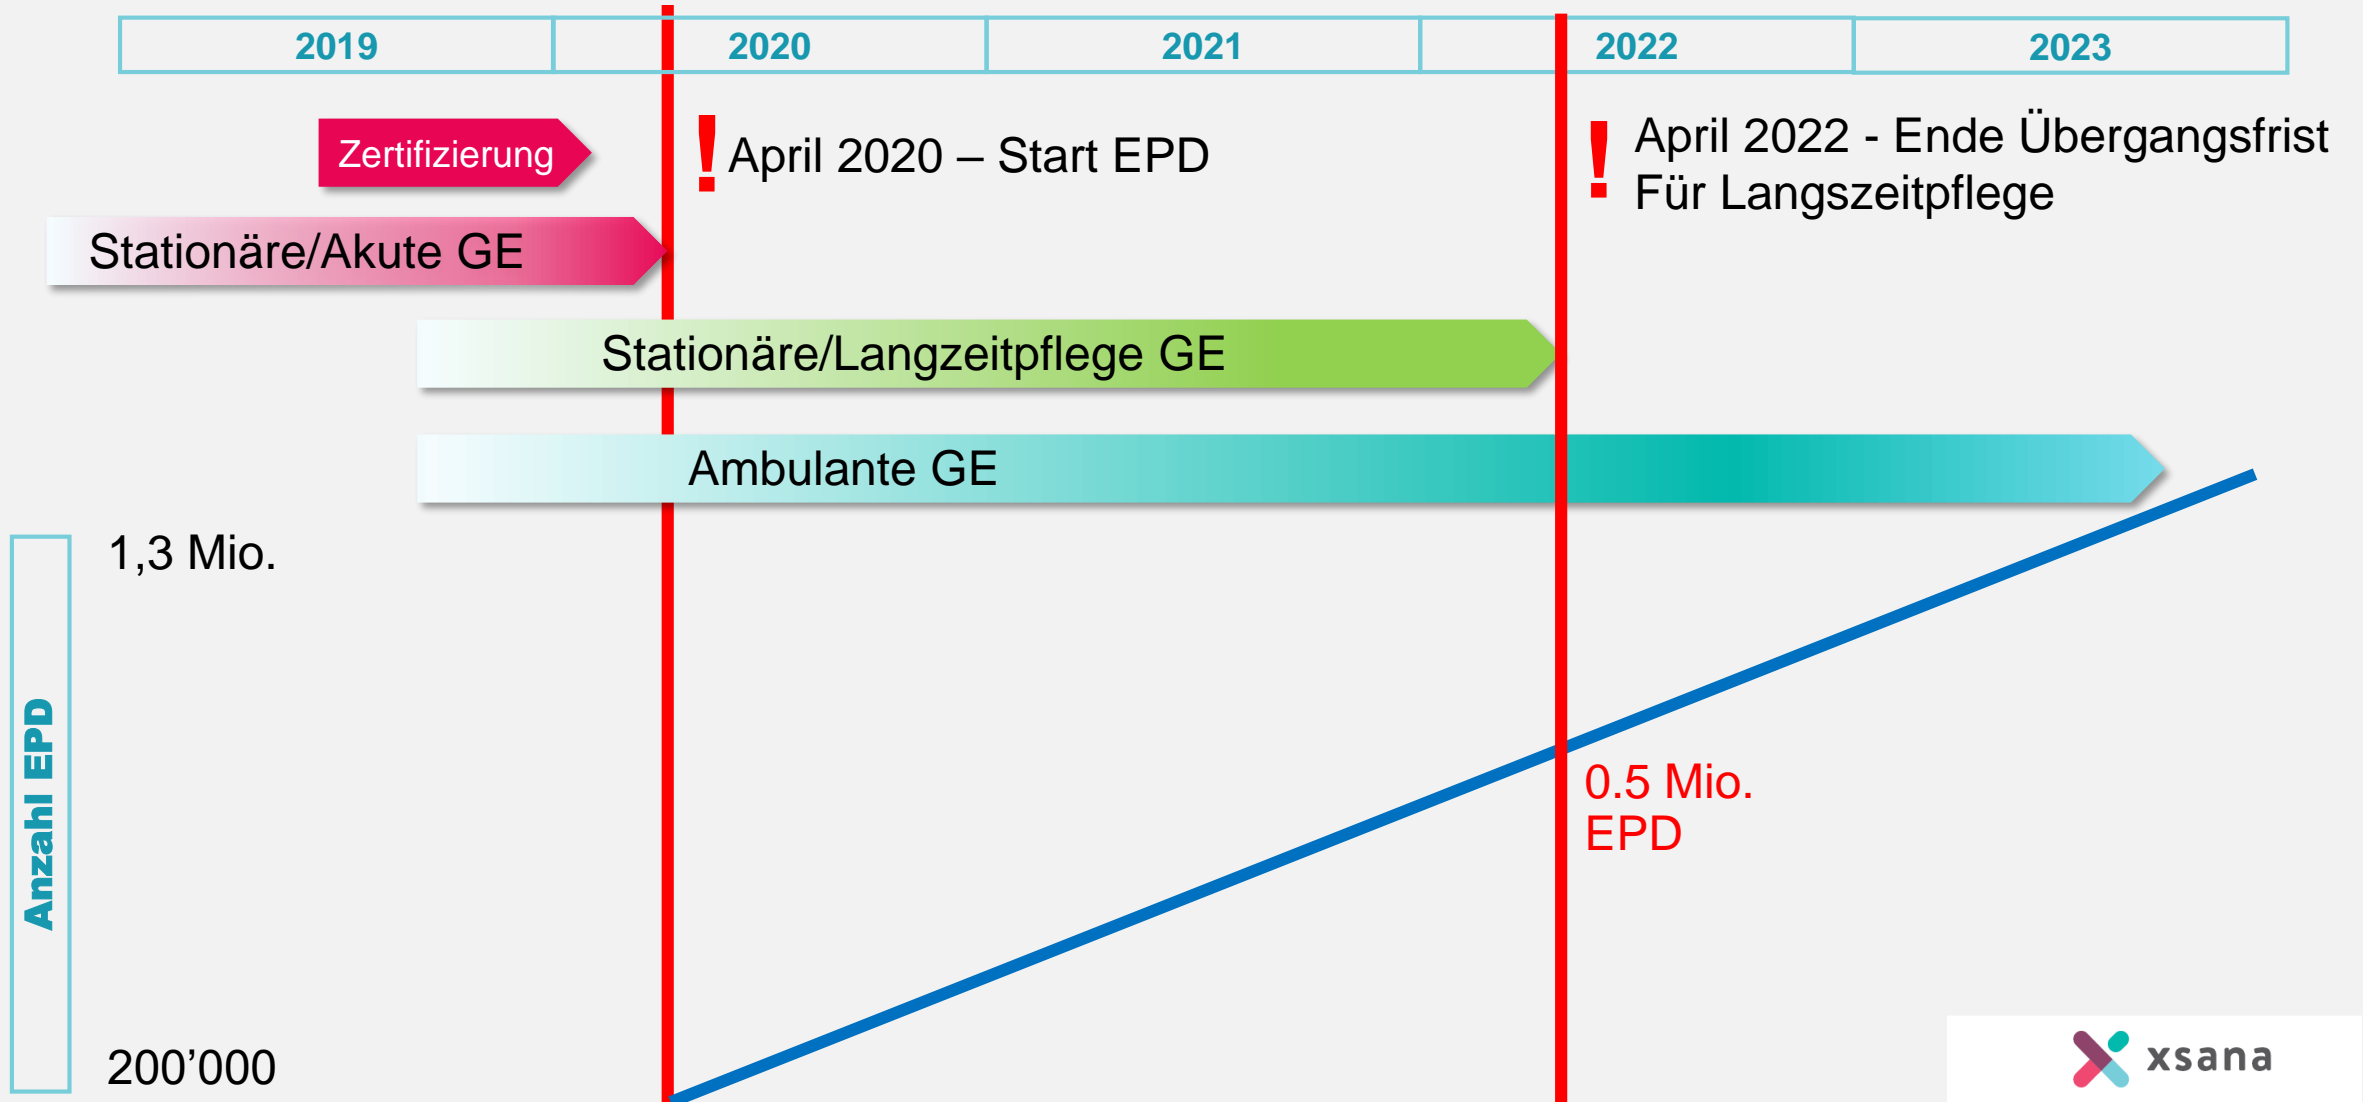 2019
2020
2021
2022
2023
Zertifizierung
! April 2020 – Start EPD
! April 2022 - Ende Übergangsfrist
Für Langszeitpflege
Stationäre/Akute GE
Stationäre/Langzeitpflege GE
Ambulante GE
1,3 Mio.
Anzahl EPD
0.5 Mio.
EPD
200’000
xsana